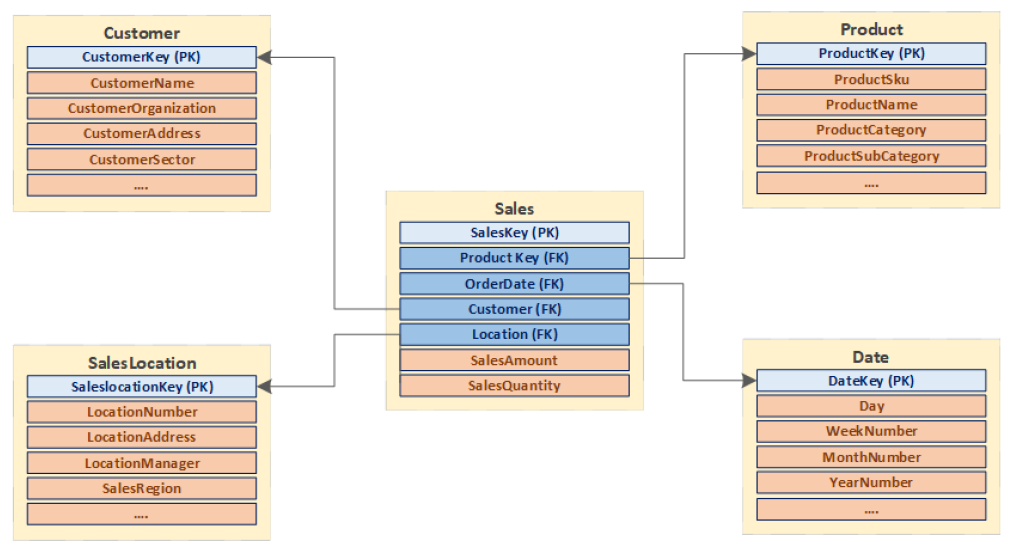 Customer
CustomerKey (PK)
CustomerName
CustomerOrganization
CustomerAddress
CustomerSector
....
Product
ProductKey (PK)
ProductSku
ProductName
ProductCategory
ProductSubCategory
....
Sales
SalesKey (PK)
Product Key (FK)
OrderDate (FK)
Customer (FK)
Location (FK)
SalesAmount
SalesQuantity
SalesLocation
SaleslocationKey (PK)
LocationNumber
LocationAddress
LocationManager
SalesRegion
....
Date
DateKey (PK)
Day
WeekNumber
MonthNumber
YearNumber
....